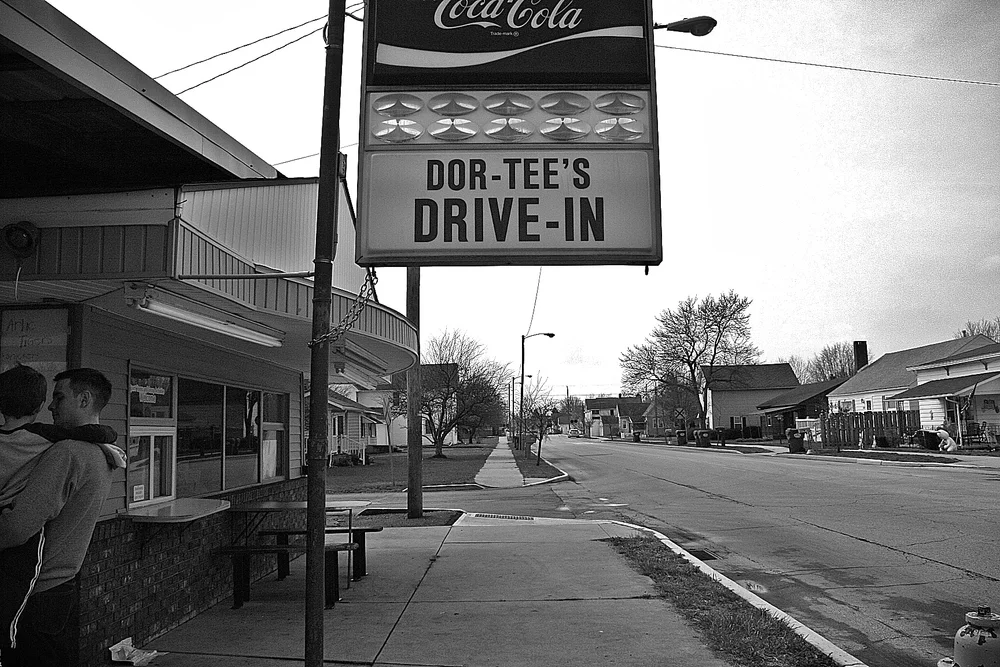 Coca-Cola
Trade-mark ®
DOR-TEE'S
DRIVE-IN